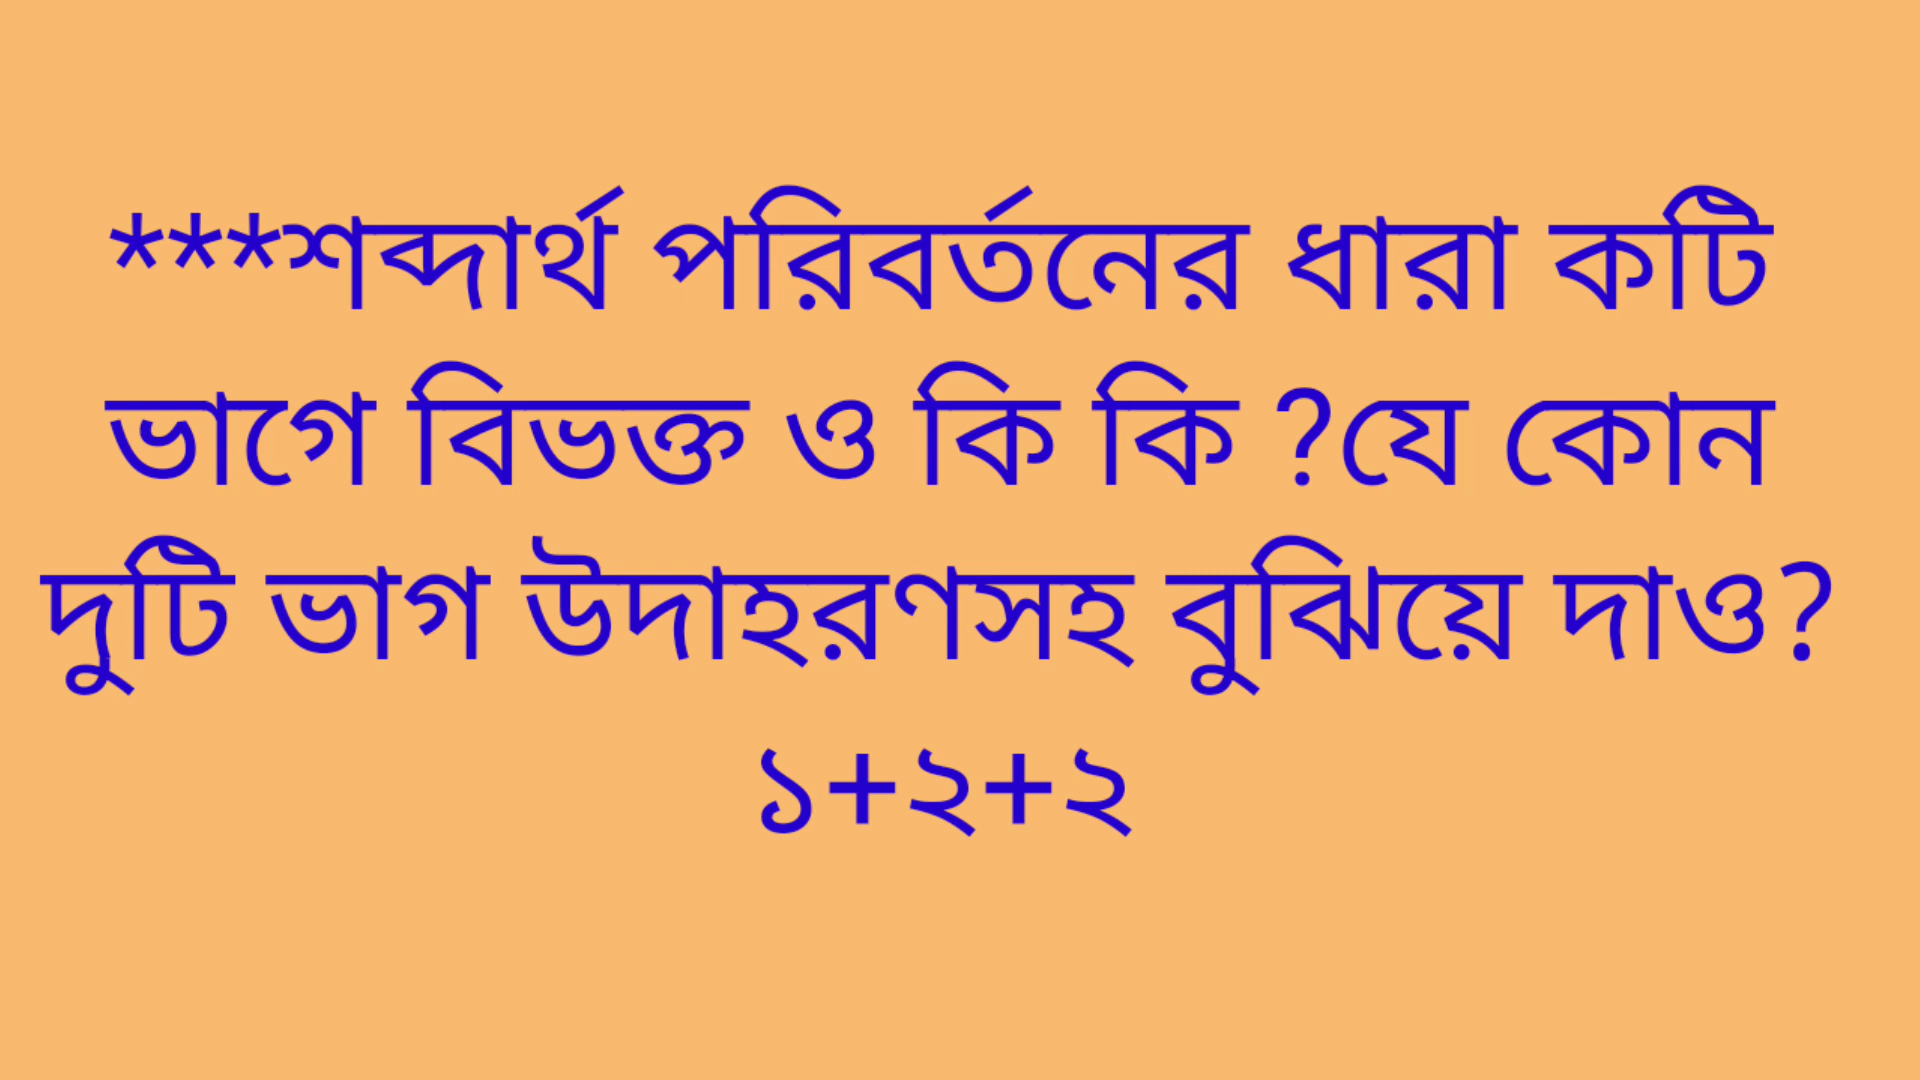 ***শব্দার্থ পরিবর্তনের ধারা কটি
ভাগে বিভক্ত ও কি কি ?যে কোন
দুটি ভাগ উদাহরণসহ বুঝিয়ে দাও?
১+২+২